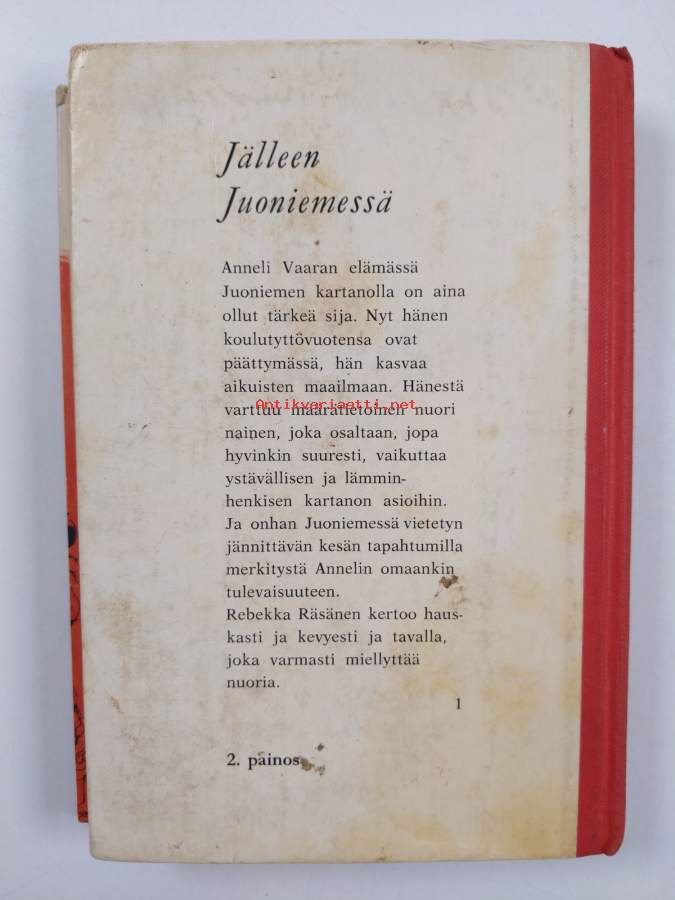 Jälleen
Juoniemessä
Anneli Vaaran elämässä
Juoniemen kartanolla on aina
ollut tärkeä sija. Nyt hänen
koulutyttövuotensa ovat
päättymässä, hän kasvaa
aikuisten maailmaan. Hänestä
Antikvariaatti.net
varttuu määrätietoinen nuori
nainen, joka osaltaan, jopa
hyvinkin suuresti, vaikuttaa
ystävällisen ja lämmin-
henkisen kartanon asioihin.
Ja onhan Juoniemessä vietetyn
jännittävän kesän tapahtumilla
merkitystä Annelin omaankin
tulevaisuuteen.
Rebekka Räsänen kertoo haus-
kasti ja kevyesti ja tavalla,
joka varmasti miellyttää
nuoria.
1
2. painos